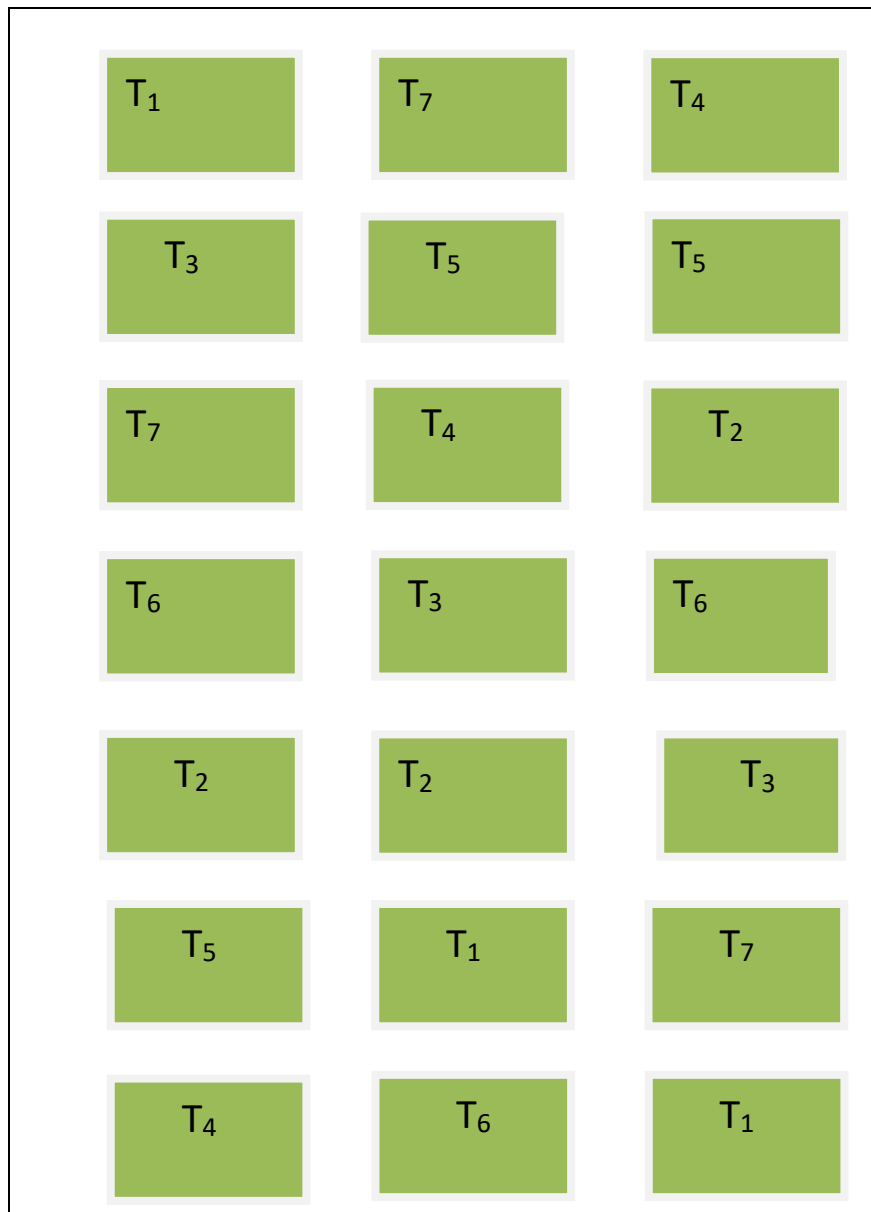 T₁ T₇ T₄
T₃ T₅ T₅
T₇ T₄ T₂
T₆ T₃ T₆
T₂ T₂ T₃
T₅ T₁ T₇
T₄ T₆ T₁